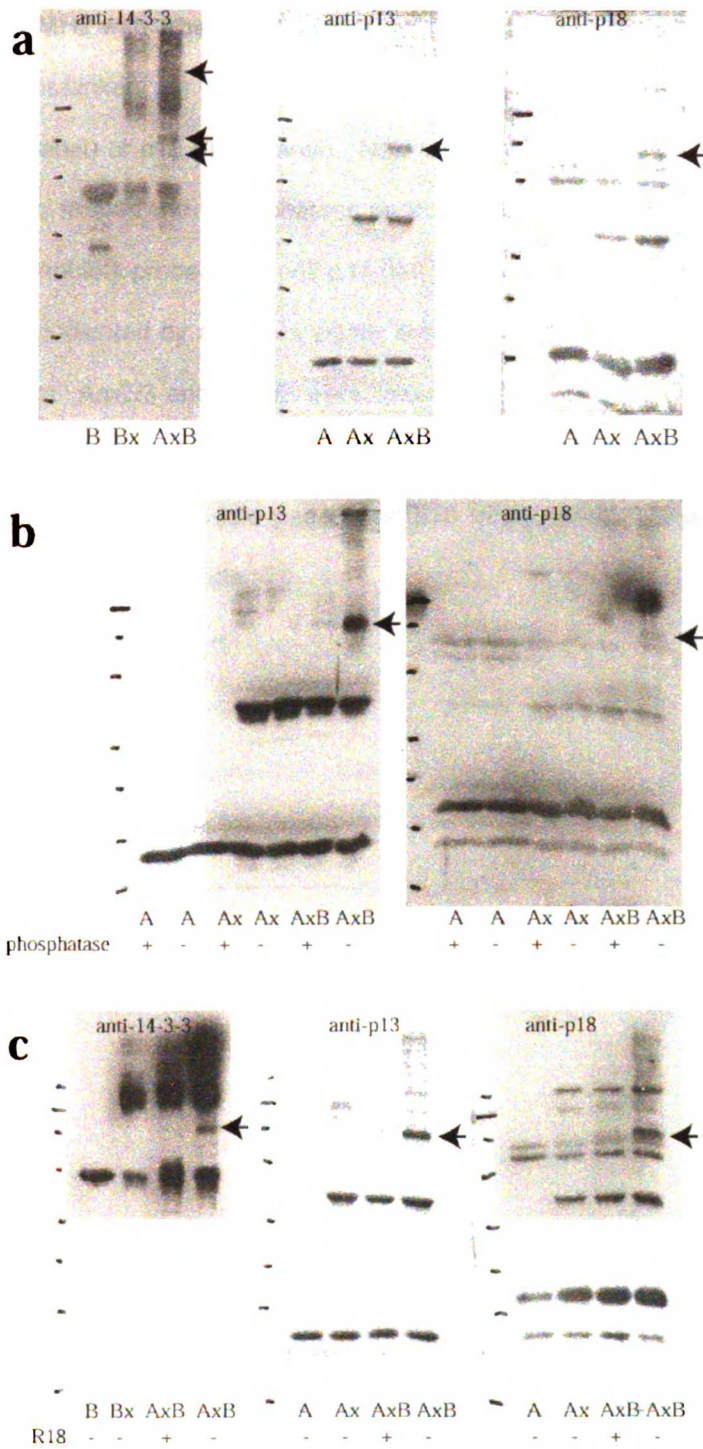 a
anti-14-3-3 anti-p13 anti-p18
B Bx AxB A Ax AxB A Ax AxB
b
anti-p13 anti-p18
A A Ax Ax AxB AxB A A Ax Ax AxB AxB
phosphatase + - + - + - + - + - + -
c
anti-14-3-3 anti-p13 anti-p18
B Bx AxB AxB A Ax AxB AxB A Ax AxB AxB
R18 - - + - - - + - - - + -